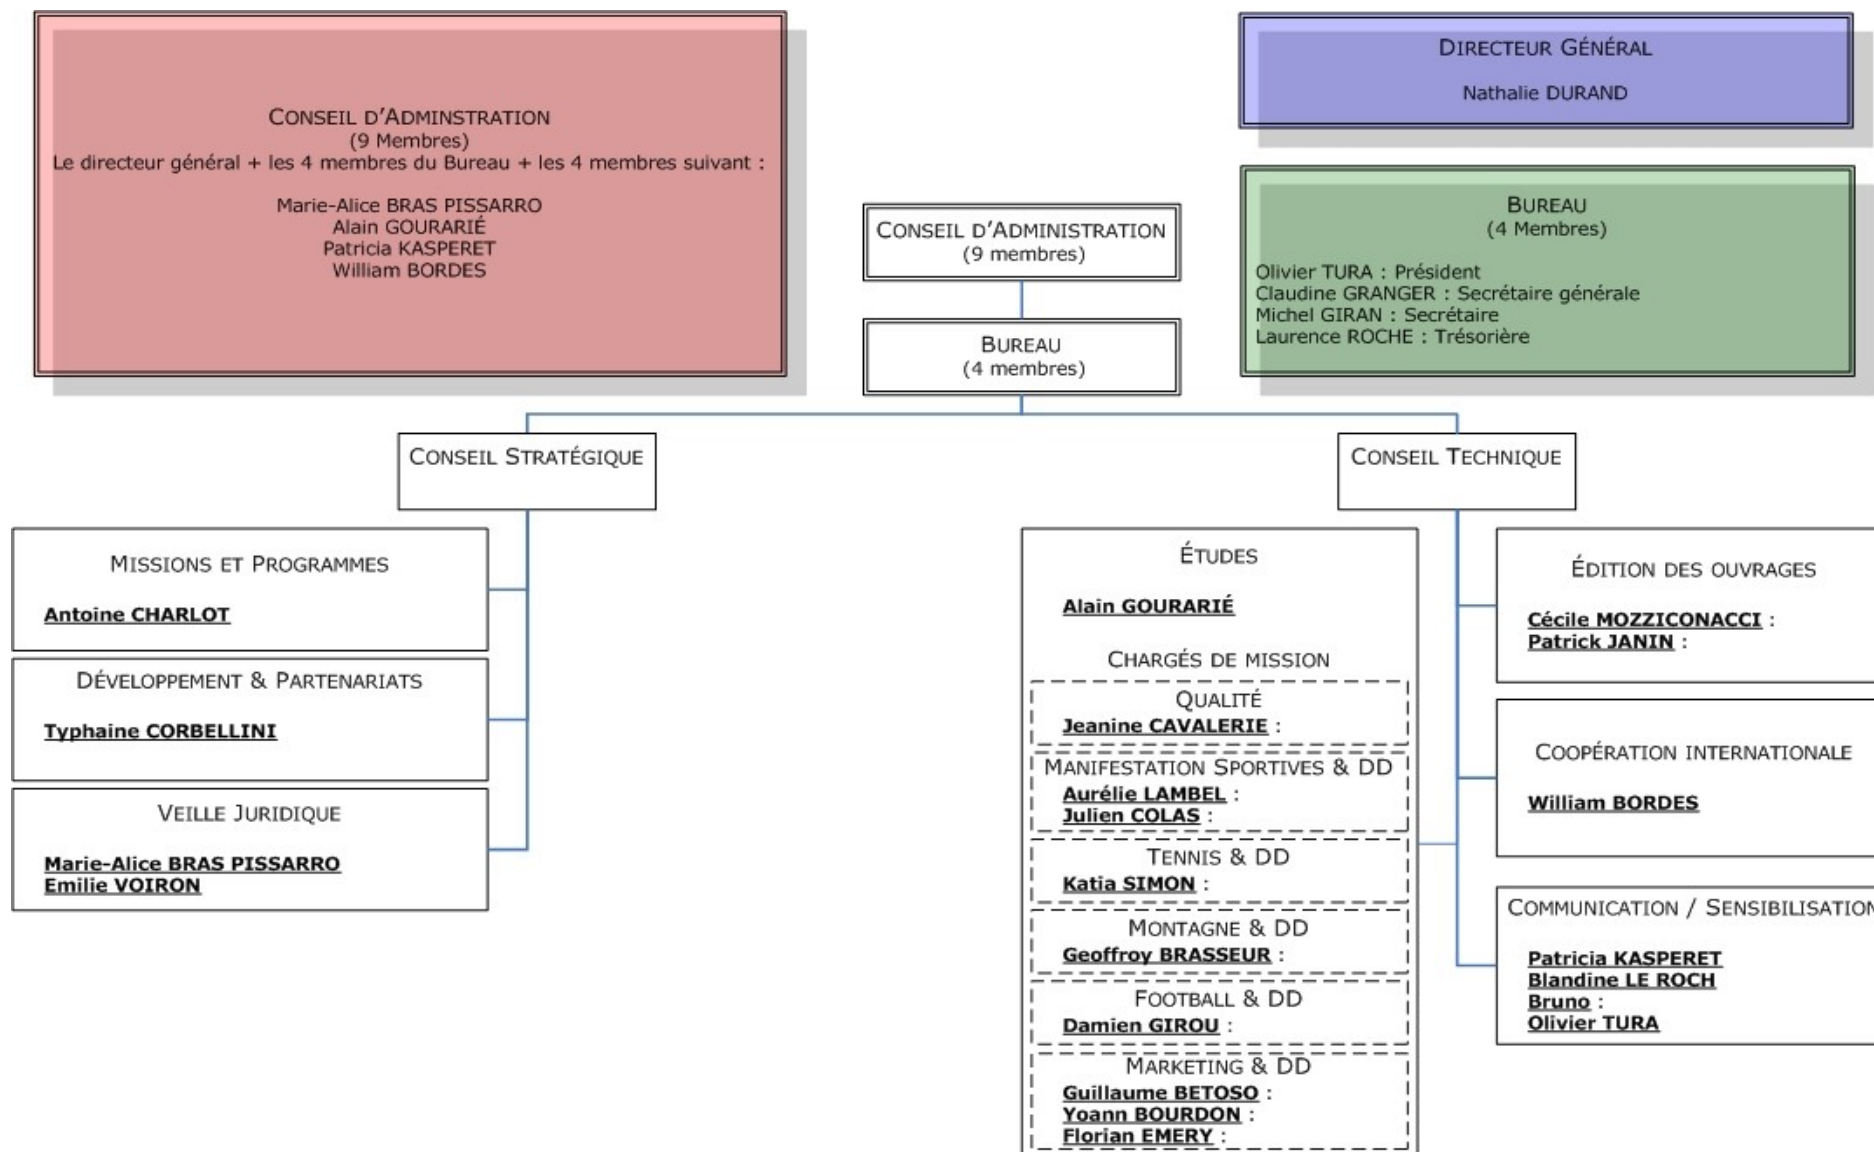 CONSEIL D'ADMINSTRATION
(9 Membres)
Le directeur général + les 4 membres du Bureau + les 4 membres suivant :
Marie-Alice BRAS PISSARRO
Alain GOURARIÉ
Patricia KASPERET
William BORDES
DIRECTEUR GÉNÉRAL
Nathalie DURAND
BUREAU
(4 Membres)
Olivier TURA : Président
Claudine GRANGER : Secrétaire générale
Michel GIRAN : Secrétaire
Laurence ROCHE : Trésorière
CONSEIL D'ADMINISTRATION
(9 membres)
BUREAU
(4 membres)
CONSEIL STRATÉGIQUE
MISSIONS ET PROGRAMMES
Antoine CHARLOT
DÉVELOPPEMENT & PARTENARIATS
Typhaine CORBELLINI
VEILLE JURIDIQUE
Marie-Alice BRAS PISSARRO
Emilie VOIRON
CONSEIL TECHNIQUE
ÉTUDES
Alain GOURARIÉ
CHARGÉS DE MISSION
QUALITÉ
Jeanine CAVALERIE :
MANIFESTATION SPORTIVES & DD
Aurélie LAMBEL :
Julien COLAS :
TENNIS & DD
Katia SIMON :
MONTAGNE & DD
Geoffroy BRASSEUR :
FOOTBALL & DD
Damien GIROU :
MARKETING & DD
Guillaume BETOSO :
Yoann BOURDON :
Florian EMERY :
ÉDITION DES OUVRAGES
Cécile MOZZICONACCI :
Patrick JANIN :
COOPÉRATION INTERNATIONALE
William BORDES
COMMUNICATION / SENSIBILISATION
Patricia KASPERET
Blandine LE ROCH
Bruno :
Olivier TURA